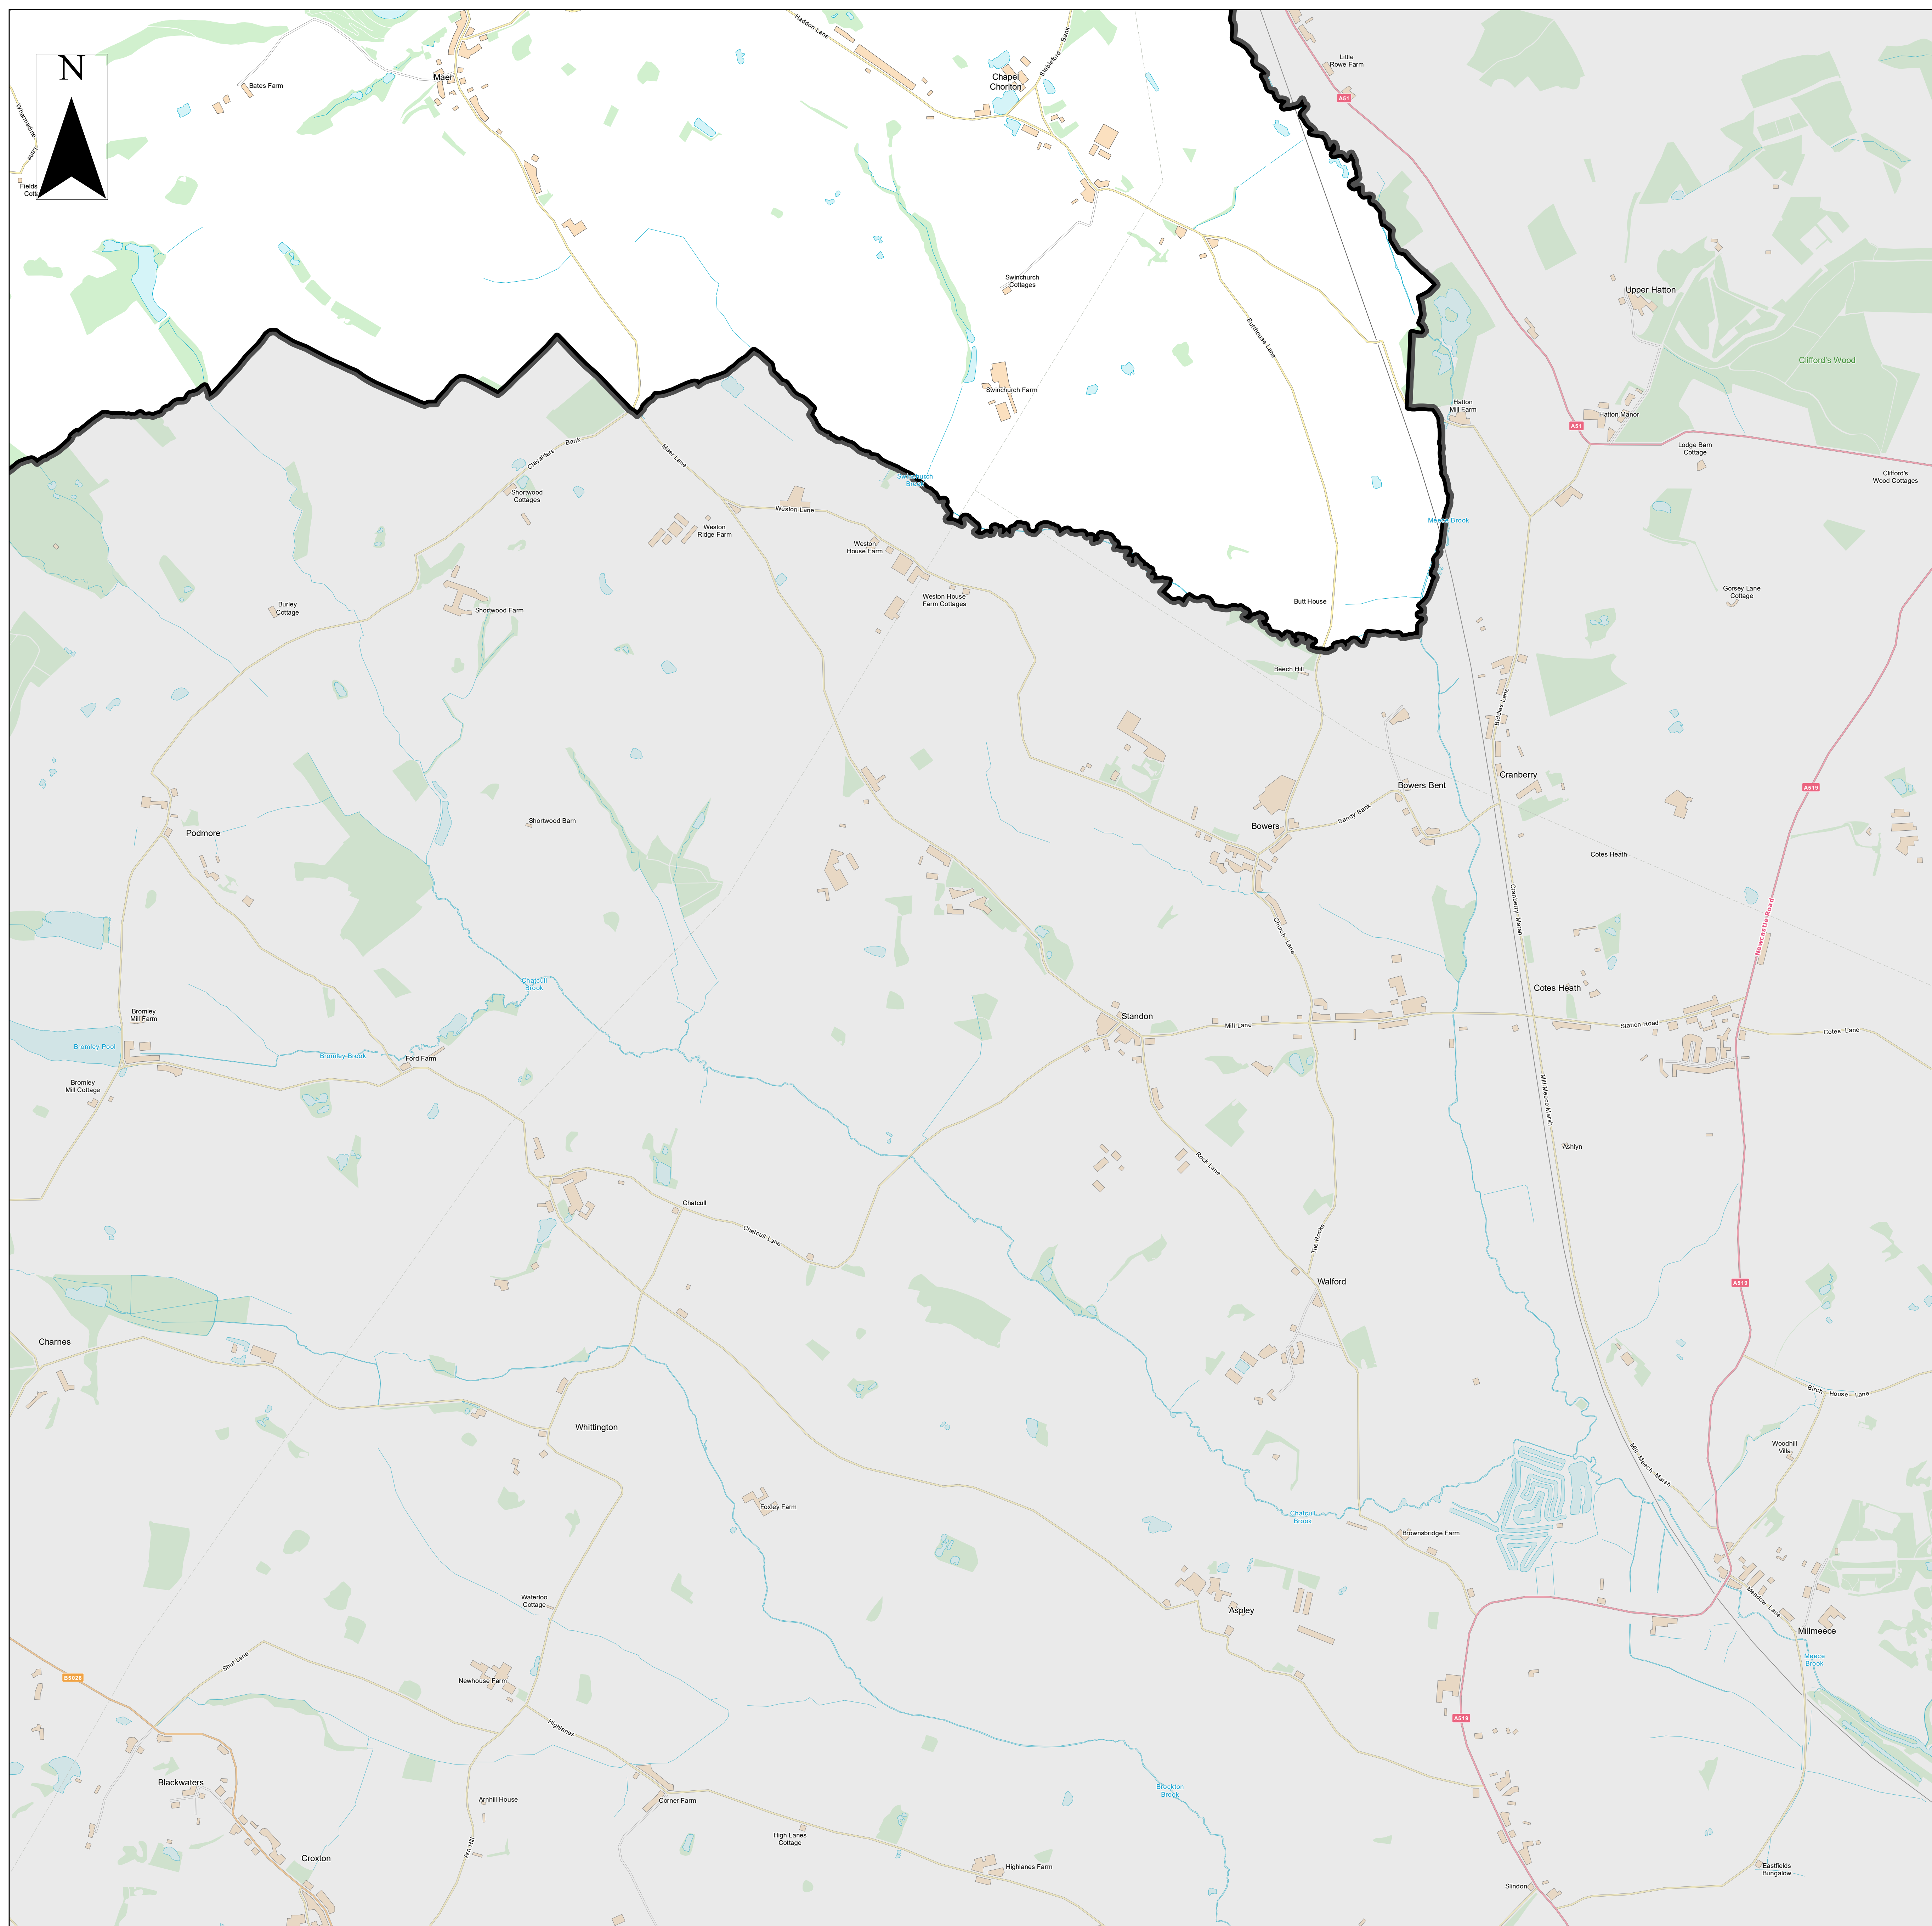 N
Haddon Lane
Stableford Bank
Little
Rowe Farm
A51
Maer
Bates Farm
Chapel
Chorlton
Wharmadine Lane
Fields
Swinchurch
Cottages
Upper Hatton
Butthouse Lane
Clifford's Wood
Swinchurch Farm
Hatton
Mill Farm
Hatton Manor
A51
Lodge Barn
Cottage
Clifford's
Wood Cottages
Clayalders Bank
Maer Lane
Swinchurch
Brook
Shortwood
Cottages
Weston Lane
Weston
Ridge Farm
Meece Brook
Weston
House Farm
Weston House
Farm Cottages
Burley
Cottage
Shortwood Farm
Butt House
Gorsey Lane
Cottage
Beech Hill
Biddles Lane
Cranberry
Bowers Bent
A519
Sandy Bank
Bowers
Podmore
Shortwood Barn
Cotes Heath
Cranberry Marsh
Newcastle Road
Church Lane
Chatcull
Brook
Cotes Heath
Bromley
Mill Farm
Standon
Mill Lane
Station Road
Cotes Lane
Bromley Pool
Bromley Brook
Ford Farm
Bromley
Mill Cottage
Mill Meece Marsh
Ashlyn
Rock Lane
Chatcull
Chatcull Lane
The Rocks
Walford
A519
Charnes
Birch House Lane
Whittington
Woodhill
Villa
Mill Meech Marsh
Foxley Farm
Chatcull
Brook
Brownsbridge Farm
Waterloo
Cottage
Aspley
Meadow Lane
Millmeece
Meece
Brook
Shut Lane
B5026
Newhouse Farm
Highlanes
A519
Blackwaters
Brockton
Brook
Arnhill House
Corner Farm
High Lanes
Cottage
Arn Hill
Croxton
Highlanes Farm
Eastfields
Bungalow
Slindon